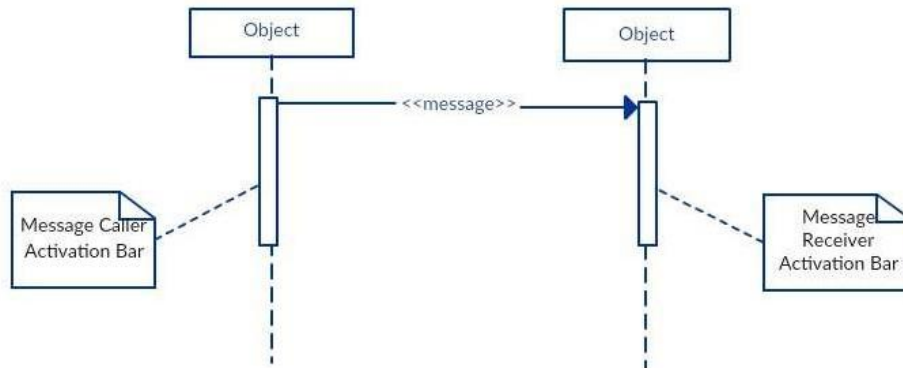 Object
Object
<<message>>
Message Caller
Activation Bar
Message
Receiver
Activation Bar